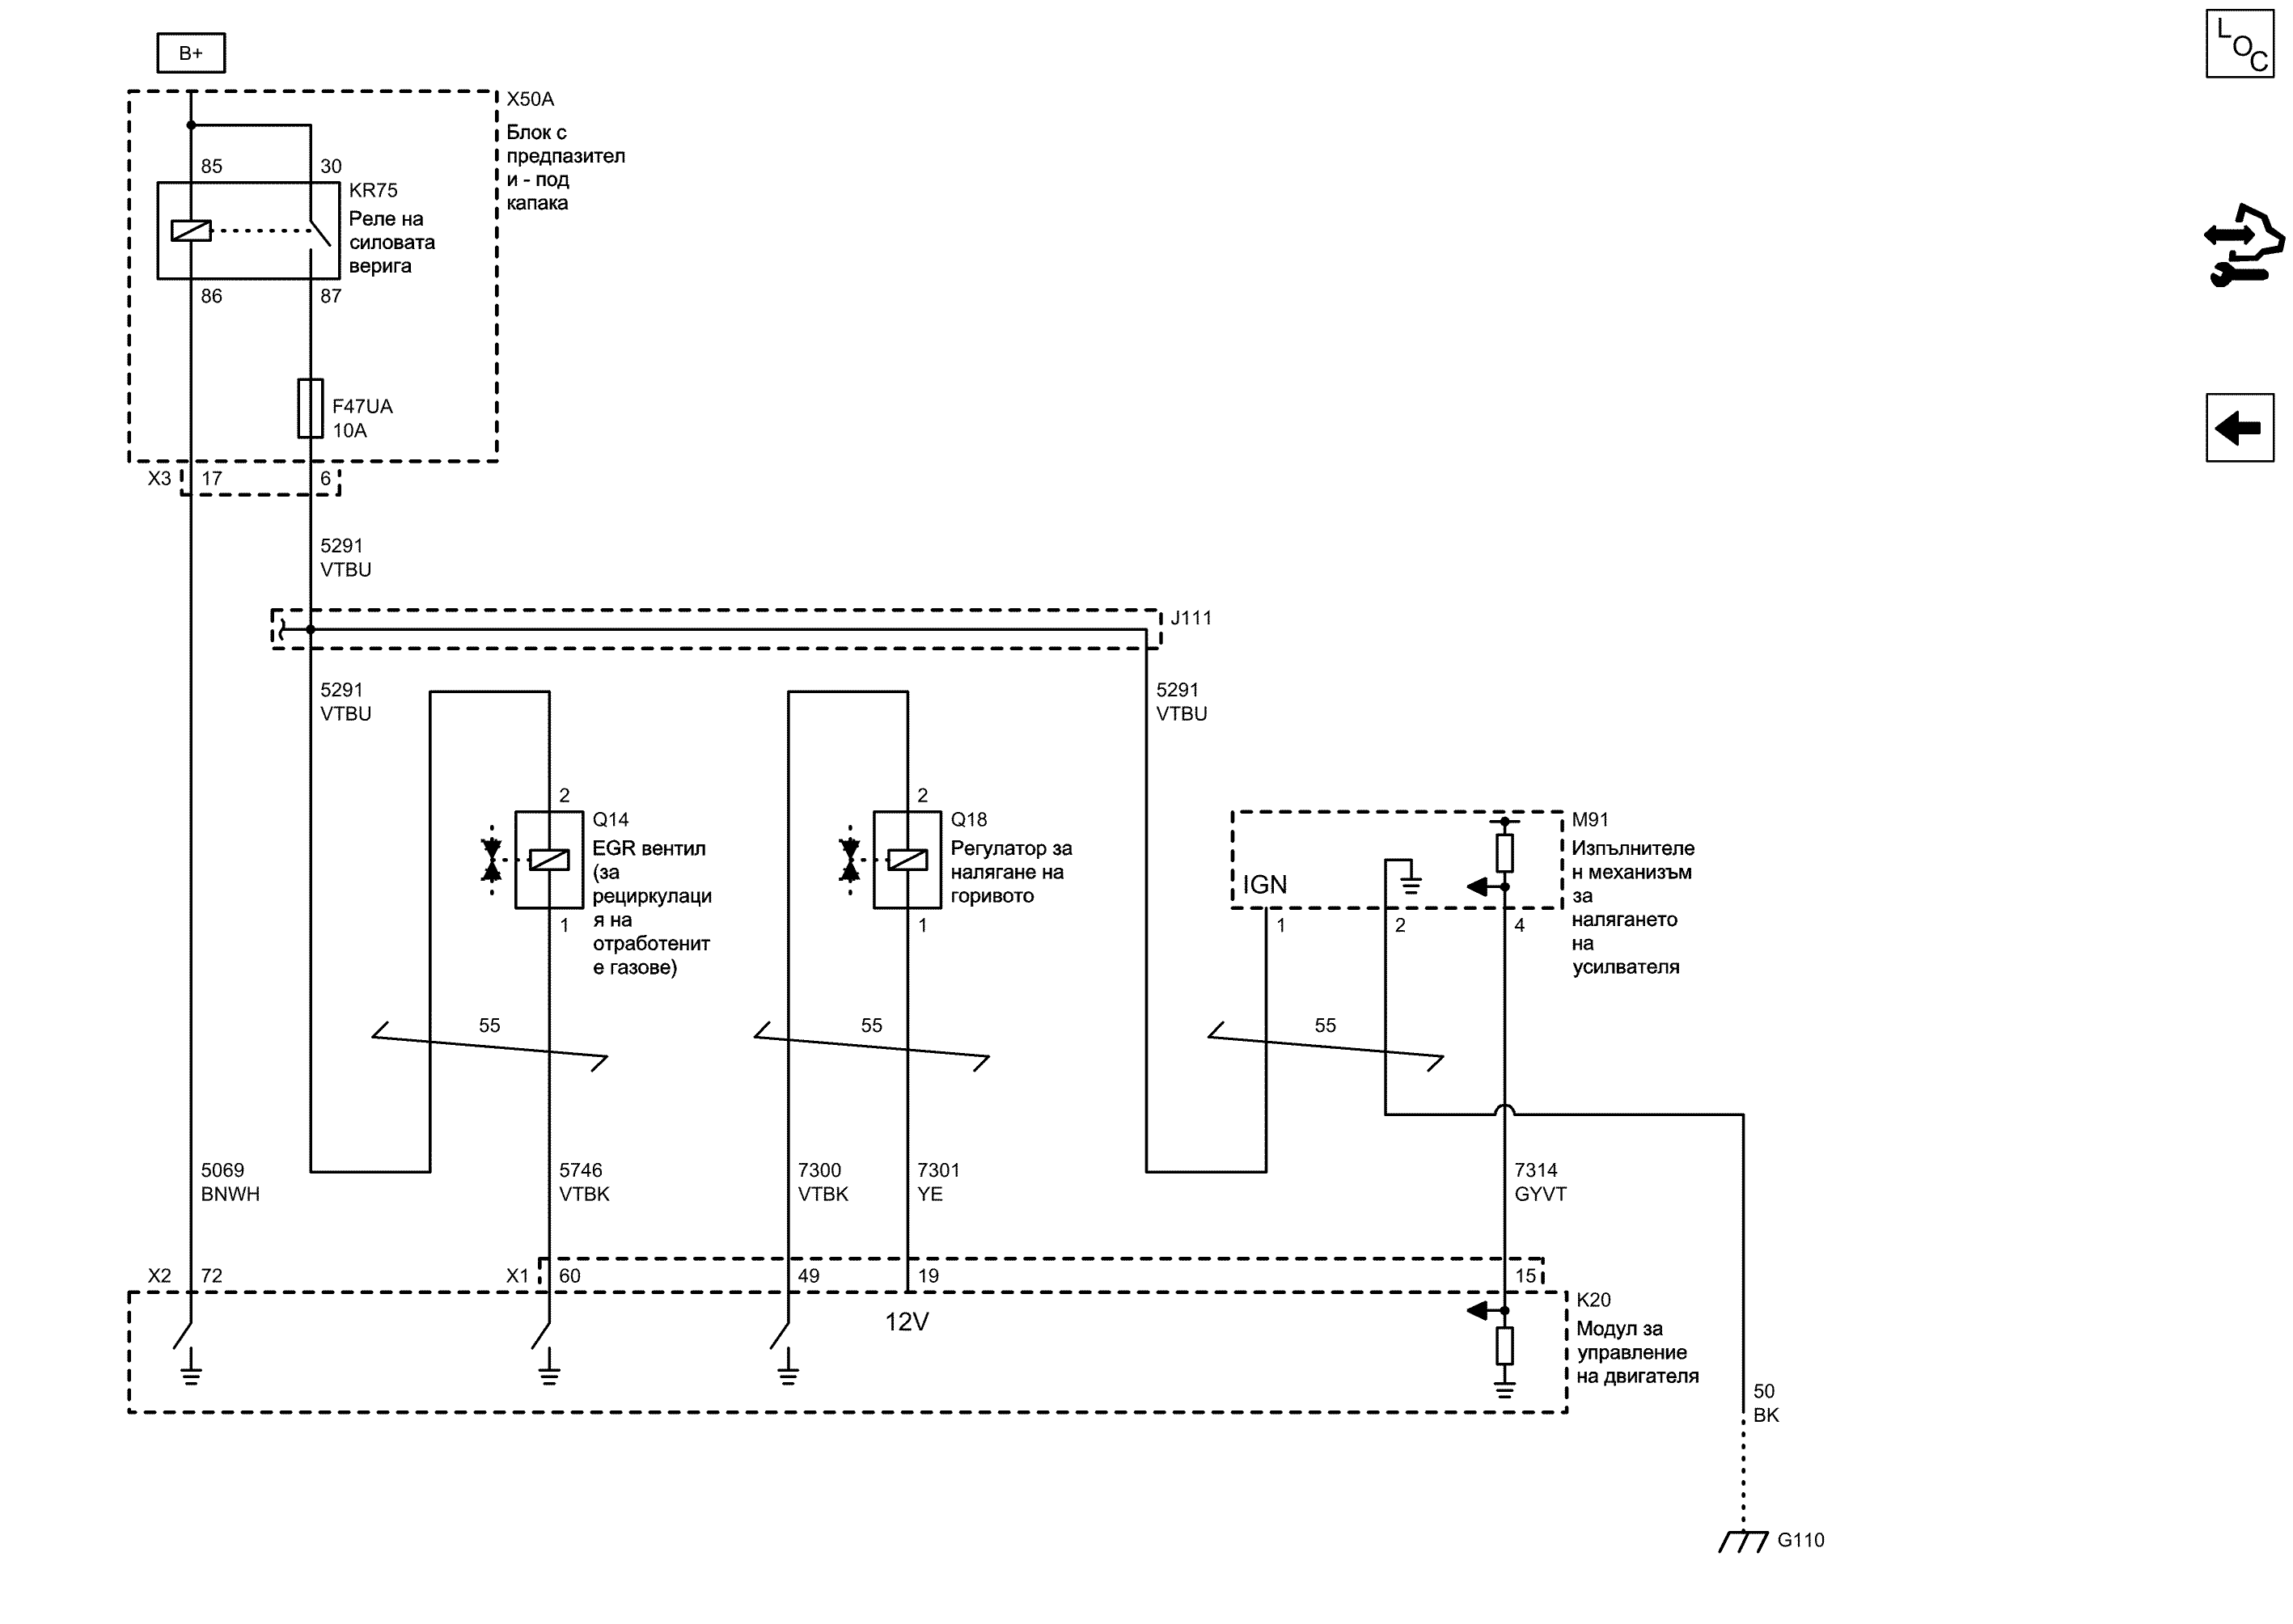 B+
LOC
X50A
Блок с
предпазител
и - под
капака
85
30
KR75
Реле на
силовата
верига
86
87
F47UA
10A
X3
17
6
5291
VTBU
J111
5291
VTBU
5291
VTBU
2
Q14
EGR вентил
(за
рециркулаци
я на
отработенит
е газове)
1
2
Q18
Регулатор за
налягане на
горивото
1
M91
Изпълнителе
н механизъм
за
налягането
на
усилвателя
IGN
1
2
4
55
55
55
5069
BNWH
5746
VTBK
7300
VTBK
7301
YE
7314
GYVT
X2
72
X1
60
49
19
15
12V
K20
Модул за
управление
на двигателя
50
BK
G110